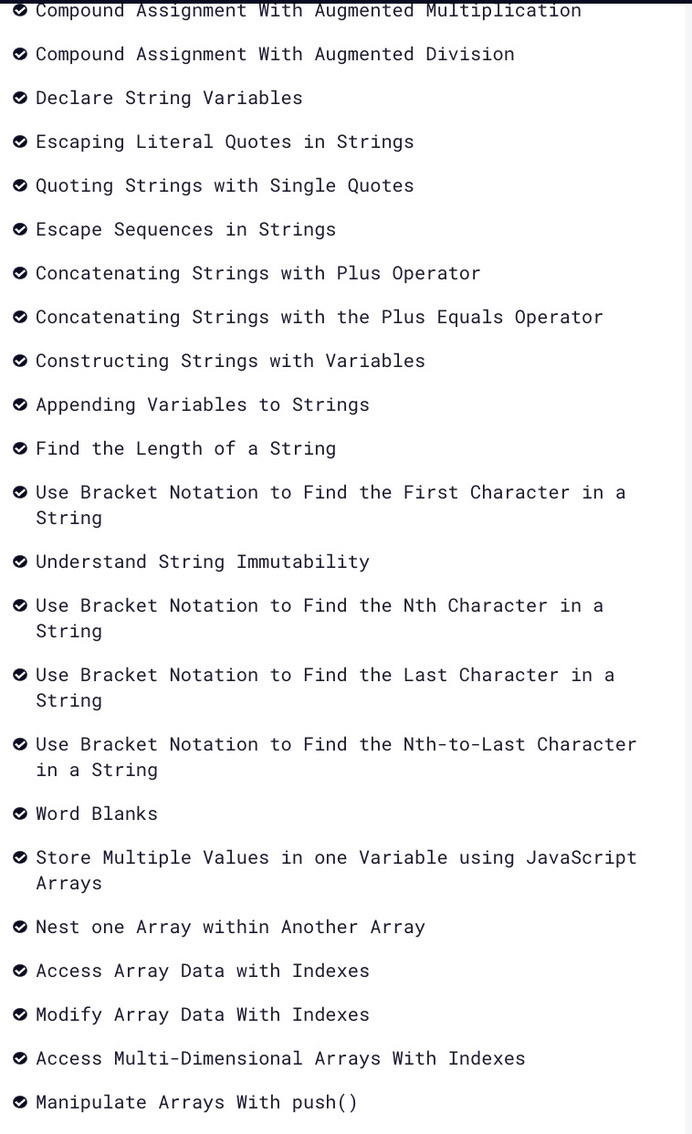 Compound Assignment With Augmented Multiplication
Compound Assignment With Augmented Division
Declare String Variables
Escaping Literal Quotes in Strings
Quoting Strings with Single Quotes
Escape Sequences in Strings
Concatenating Strings with Plus Operator
Concatenating Strings with the Plus Equals Operator
Constructing Strings with Variables
Appending Variables to Strings
Find the Length of a String
Use Bracket Notation to Find the First Character in a
String
Understand String Immutability
Use Bracket Notation to Find the Nth Character in a
String
Use Bracket Notation to Find the Last Character in a
String
Use Bracket Notation to Find the Nth-to-Last Character
in a String
Word Blanks
Store Multiple Values in one Variable using JavaScript
Arrays
Nest one Array within Another Array
Access Array Data with Indexes
Modify Array Data With Indexes
Access Multi-Dimensional Arrays With Indexes
Manipulate Arrays With push()